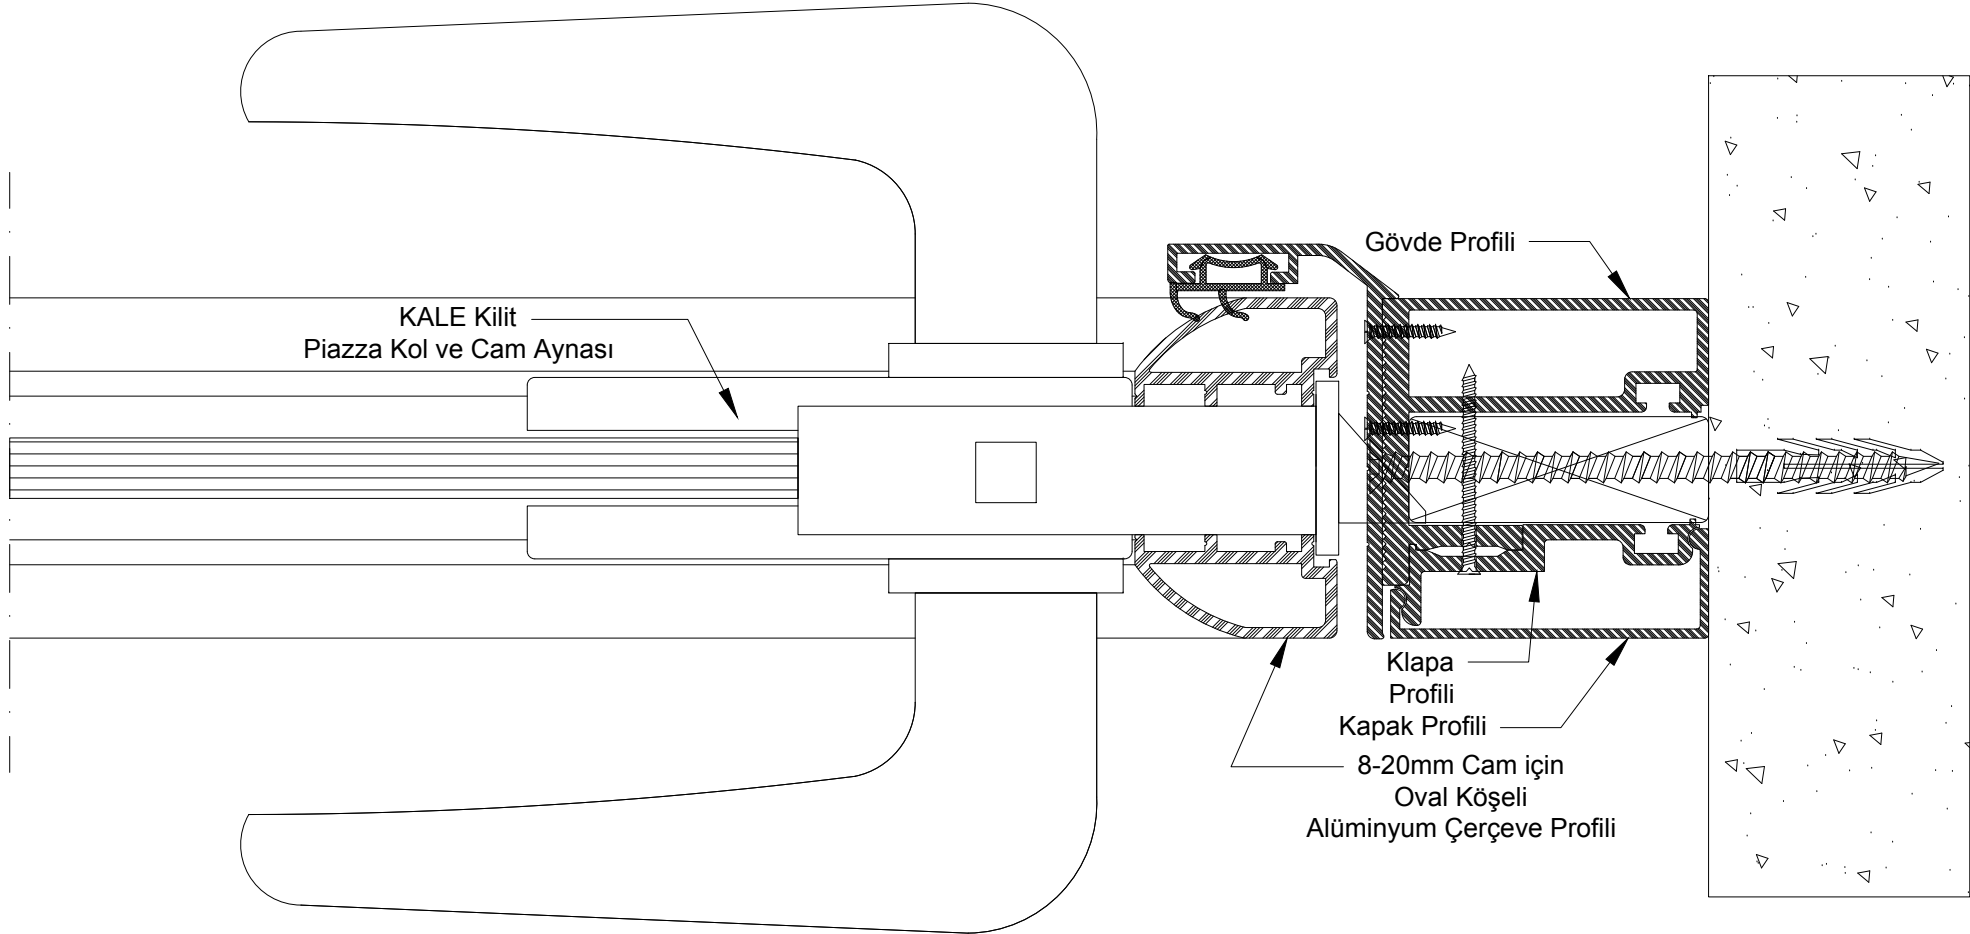 Gövde Profili
KALE Kilit
Piazza Kol ve Cam Aynası
Klapa
Profili
Kapak Profili
8-20mm Cam için
Oval Köşeli
Alüminyum Çerçeve Profili